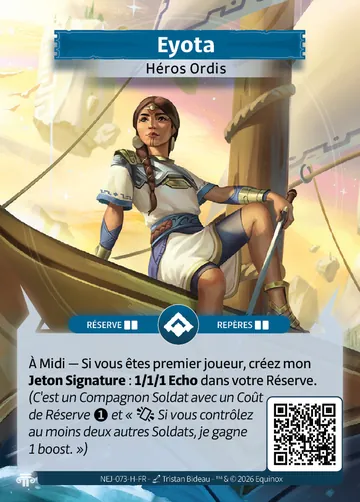 Eyota
Héros Ordis
RÉSERVE
REPÈRES
À Midi — Si vous êtes premier joueur, créez mon
Jeton Signature : 1/1/1 Echo dans votre Réserve.
(C'est un Compagnon Soldat avec un Coût
de Réserve 1 et « Si vous contrôlez
au moins deux autres Soldats, je gagne
1 boost. »)
NEJ-073-H-FR - Tristan Bideau - ™ & © 2026 Equinox